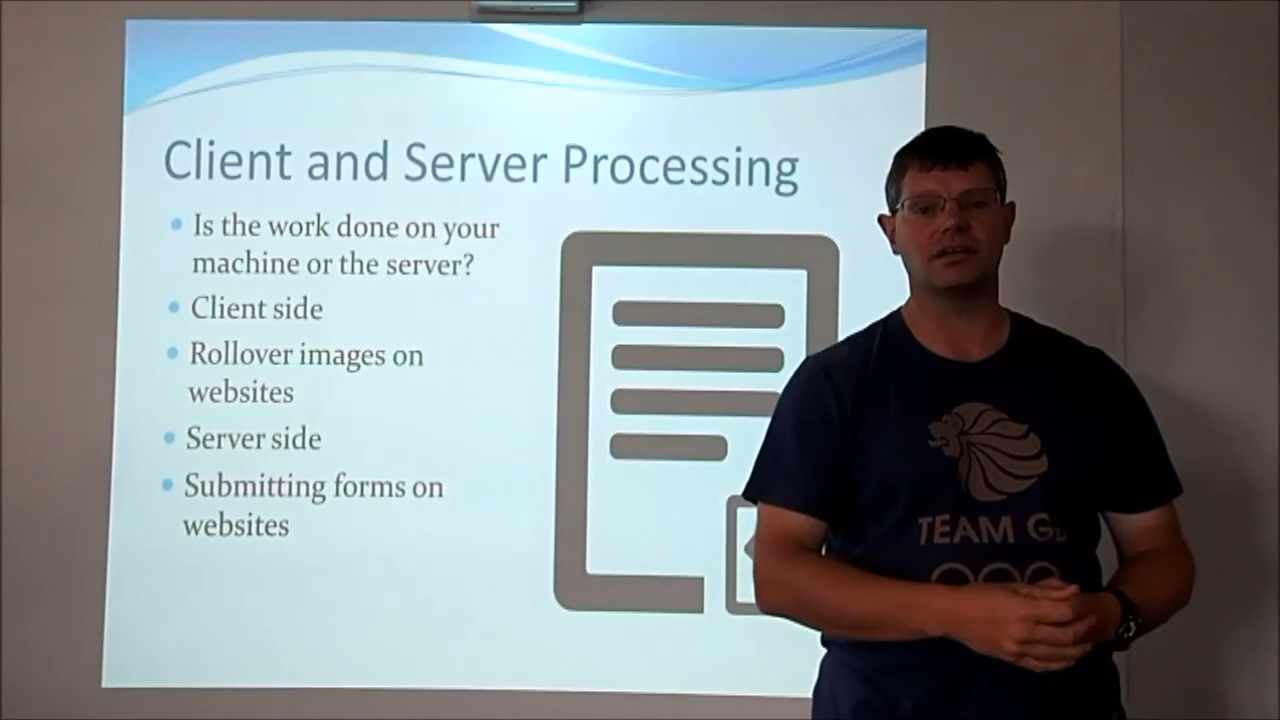 Client and Server Processing
• Is the work done on your
machine or the server?
• Client side
• Rollover images on
websites
• Server side
• Submitting forms on
websites
TEAM GB